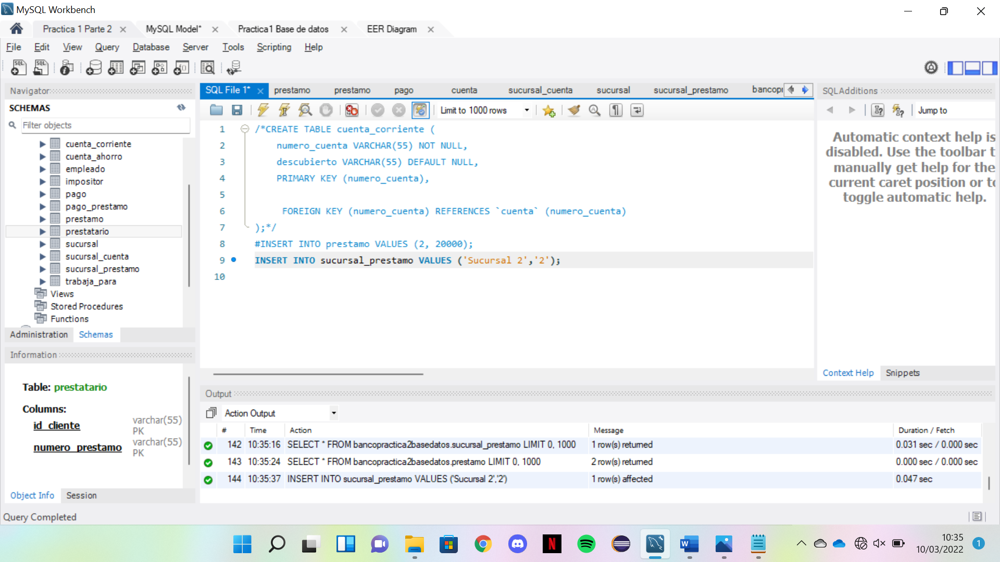 MySQL Workbench
Practica 1 Parte 2
MySQL Model*
Practica1 Base de datos
EER Diagram
File Edit View Query Database Server Tools Scripting Help
Navigator
SCHEMAS
Filter objects
cuenta_corriente
cuenta_ahorro
empleado
impositor
pago
pago_prestamo
prestamo
prestatario
sucursal
sucursal_cuenta
sucursal_prestamo
trabaja_para
Views
Stored Procedures
Functions
Administration Schemas
Information
Table: prestatario
Columns:
id_cliente varchar(55) PK
numero_prestamo varchar(55) PK
Object Info Session
Query Completed
SQL File 1* prestamo prestamo pago cuenta sucursal_cuenta sucursal sucursal_prestamo bancopr
Limit to 1000 rows
1 /*CREATE TABLE cuenta_corriente (
2 numero_cuenta VARCHAR(55) NOT NULL,
3 descubierto VARCHAR(55) DEFAULT NULL,
4 PRIMARY KEY (numero_cuenta),
5
6 FOREIGN KEY (numero_cuenta) REFERENCES `cuenta` (numero_cuenta)
7 );*/
8 #INSERT INTO prestamo VALUES (2, 20000);
9 INSERT INTO sucursal_prestamo VALUES ('Sucursal 2','2');
10
SQLAdditions
Jump to
Automatic context help is
disabled. Use the toolbar t
manually get help for the
current caret position or to
toggle automatic help.
Context Help Snippets
Output
Action Output
# Time Action Message Duration / Fetch
142 10:35:16 SELECT * FROM bancopractica2basedatos.sucursal_prestamo LIMIT 0, 1000 1 row(s) returned 0.031 sec / 0.000 sec
143 10:35:24 SELECT * FROM bancopractica2basedatos.prestamo LIMIT 0, 1000 2 row(s) returned 0.000 sec / 0.000 sec
144 10:35:37 INSERT INTO sucursal_prestamo VALUES ('Sucursal 2','2') 1 row(s) affected 0.047 sec
10:35
10/03/2022
1